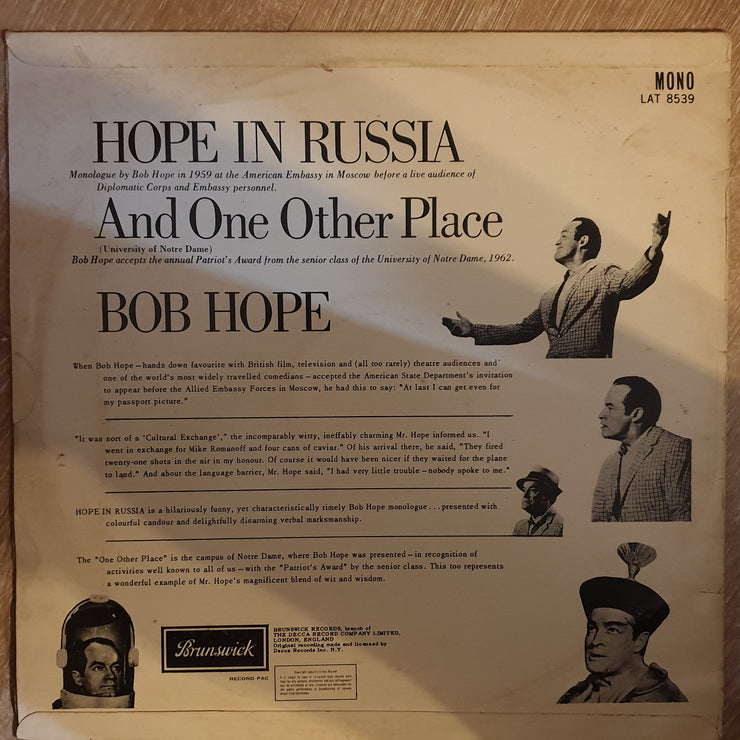 MONO
LAT 8539
HOPE IN RUSSIA
Monologue by Bob Hope in 1959 at the American Embassy in Moscow before a live audience of
Diplomatic Corps and Embassy personnel.
And One Other Place
(University of Notre Dame)
Bob Hope accepts the annual Patriot's Award from the senior class of the University of Notre Dame, 1962.
BOB HOPE
When Bob Hope – hands down favourite with British film, television and (all too rarely) theatre audiences and
one of the world's most widely travelled comedians – accepted the American State Department's invitation
to appear before the Allied Embassy Forces in Moscow, he had this to say: "At last I can get even for
my passport picture."
"It was sort of a 'Cultural Exchange'," the incomparably witty, ineffably charming Mr. Hope informed us. "I
went in exchange for Mike Romanoff and four cans of caviar." Of his arrival there, he said, "They fired
twenty-one shots in the air in my honour. Of course it would have been nicer if they waited for the plane
to land." And about the language barrier, Mr. Hope said, "I had very little trouble – nobody spoke to me."
HOPE IN RUSSIA is a hilariously funny, yet characteristically timely Bob Hope monologue... presented with
colourful candour and delightfully disarming verbal marksmanship.
The "One Other Place" is the campus of Notre Dame, where Bob Hope was presented – in recognition of
activities well known to all of us – with the "Patriot's Award" by the senior class. This too represents
a wonderful example of Mr. Hope's magnificent blend of wit and wisdom.
Brunswick
RECORD PAC
BRUNSWICK RECORDS, branch of
THE DECCA RECORD COMPANY LIMITED,
LONDON, ENGLAND
Original recording made and licensed by
Decca Records Inc. N.Y.